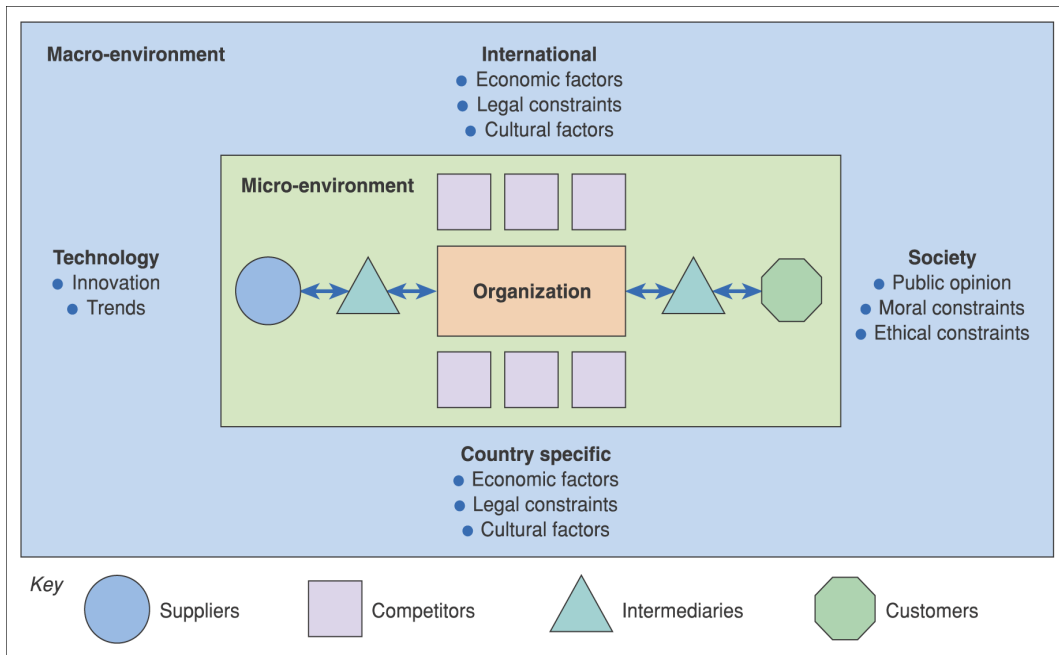 Macro-environment
International
Economic factors
Legal constraints
Cultural factors
Micro-environment
Technology
Innovation
Trends
Organization
Society
Public opinion
Moral constraints
Ethical constraints
Country specific
Economic factors
Legal constraints
Cultural factors
Key
Suppliers
Competitors
Intermediaries
Customers